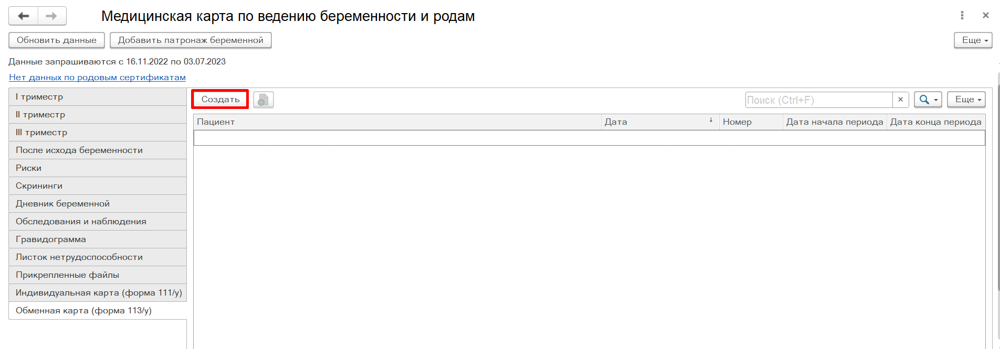 Медицинская карта по ведению беременности и родам
Обновить данные Добавить патронаж беременной Еще
Данные запрашиваются с 16.11.2022 по 03.07.2023
Нет данных по родовым сертификатам
I триместр
II триместр
III триместр
После исхода беременности
Риски
Скрининги
Дневник беременной
Обследования и наблюдения
Гравидограмма
Листок нетрудоспособности
Прикрепленные файлы
Индивидуальная карта (форма 111/у)
Обменная карта (форма 113/у)
Создать Поиск (Ctrl+F) Еще
Пациент Дата Номер Дата начала периода Дата конца периода